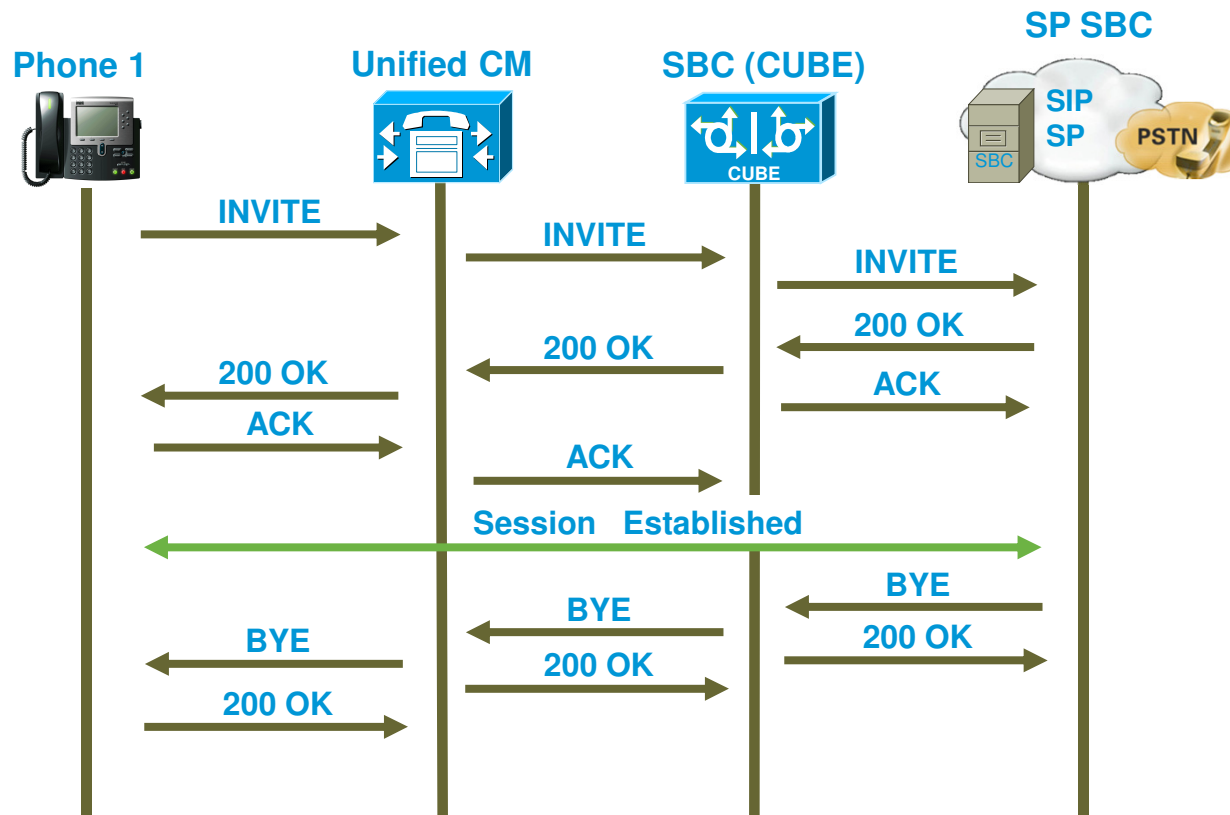 SP SBC
Phone 1
Unified CM
SBC (CUBE)
SIP
SP
PSTN
SBC
CUBE
INVITE
INVITE
INVITE
200 OK
200 OK
200 OK
ACK
ACK
ACK
Session Established
BYE
BYE
BYE
200 OK
200 OK
200 OK